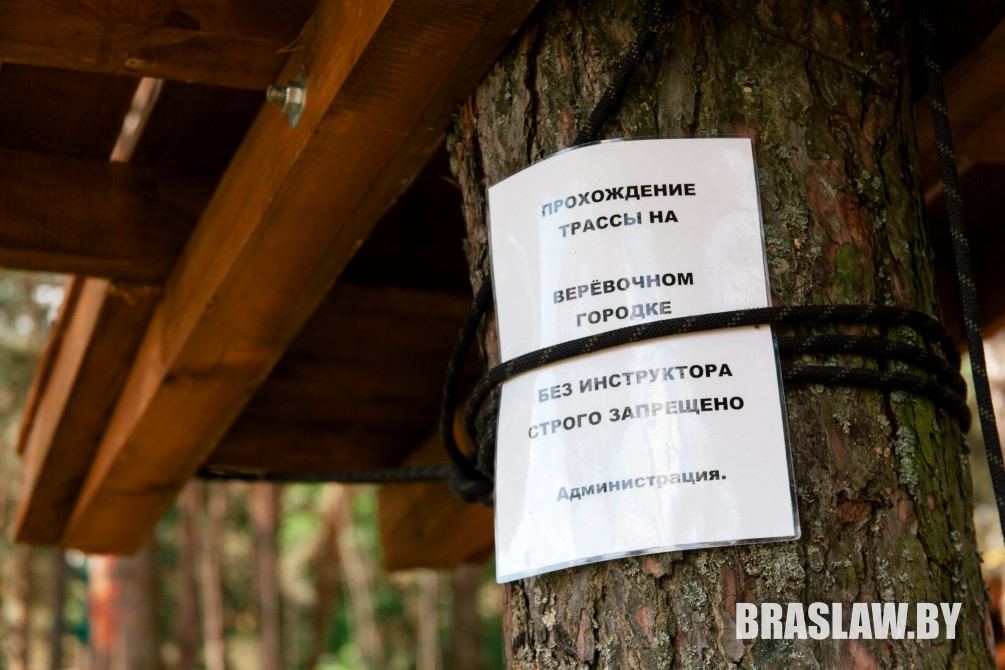 ПРОХОЖДЕНИЕ
ТРАССЫ НА
ВЕРЁВОЧНОМ
ГОРОДКЕ
БЕЗ ИНСТРУКТОРА
СТРОГО ЗАПРЕЩЕНО
Администрация.
BRASLAW.BY